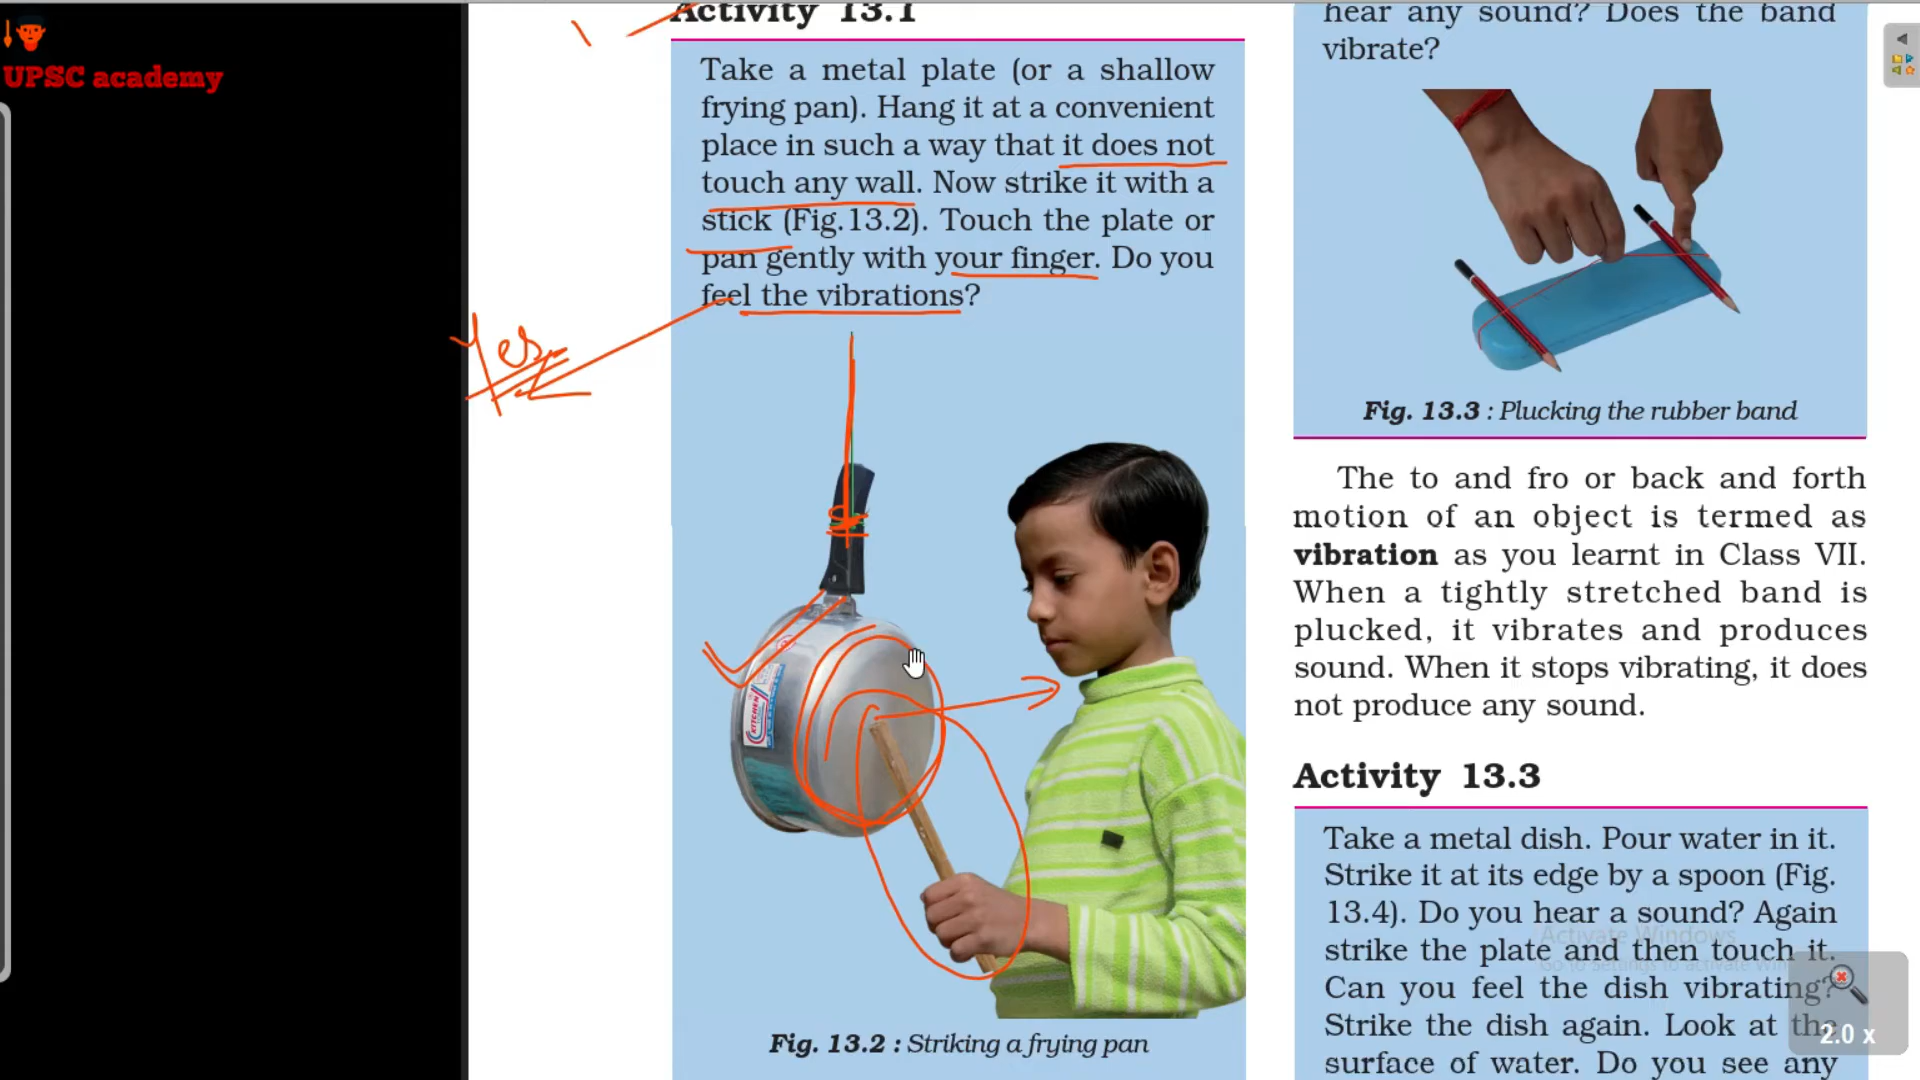 UPSC academy
Activity 13.1
Take a metal plate (or a shallow
frying pan). Hang it at a convenient
place in such a way that it does not
touch any wall. Now strike it with a
stick (Fig.13.2). Touch the plate or
pan gently with your finger. Do you
feel the vibrations?
Yes
KITCHEN
Fig. 13.2 : Striking a frying pan
hear any sound? Does the band
vibrate?
Fig. 13.3 : Plucking the rubber band
The to and fro or back and forth
motion of an object is termed as
vibration as you learnt in Class VII.
When a tightly stretched band is
plucked, it vibrates and produces
sound. When it stops vibrating, it does
not produce any sound.
Activity 13.3
Take a metal dish. Pour water in it.
Strike it at its edge by a spoon (Fig.
13.4). Do you hear a sound? Again
strike the plate and then touch it.
Can you feel the dish vibrating?
Strike the dish again. Look at the
surface of water. Do you see any
Activate Windows
Go to Settings to activate Win
2.0 x